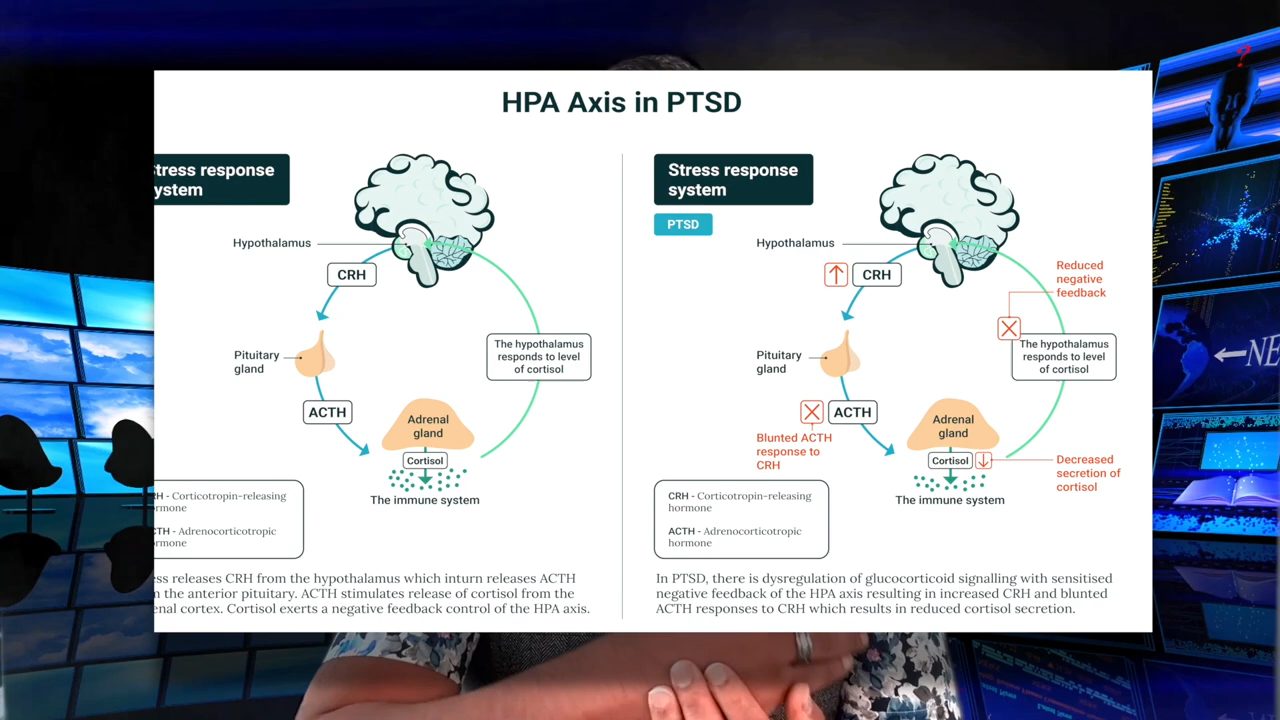 HPA Axis in PTSD
Stress response
system
Hypothalamus
CRH
Pituitary
gland
ACTH
Adrenal
gland
Cortisol
The immune system
The hypothalamus
responds to level
of cortisol
RH - Corticotropin-releasing
hormone
CTH - Adrenocorticotropic
hormone
ess releases CRH from the hypothalamus which inturn releases ACTH
the anterior pituitary. ACTH stimulates release of cortisol from the
enal cortex. Cortisol exerts a negative feedback control of the HPA axis.
Stress response
system
PTSD
Hypothalamus
CRH
Reduced
negative
feedback
The hypothalamus
responds to level
of cortisol
Pituitary
gland
ACTH
Blunted ACTH
response to
CRH
Adrenal
gland
Cortisol
Decreased
secretion of
cortisol
The immune system
CRH - Corticotropin-releasing
hormone
ACTH - Adrenocorticotropic
hormone
In PTSD, there is dysregulation of glucocorticoid signalling with sensitised
negative feedback of the HPA axis resulting in increased CRH and blunted
ACTH responses to CRH which results in reduced cortisol secretion.
?
NE